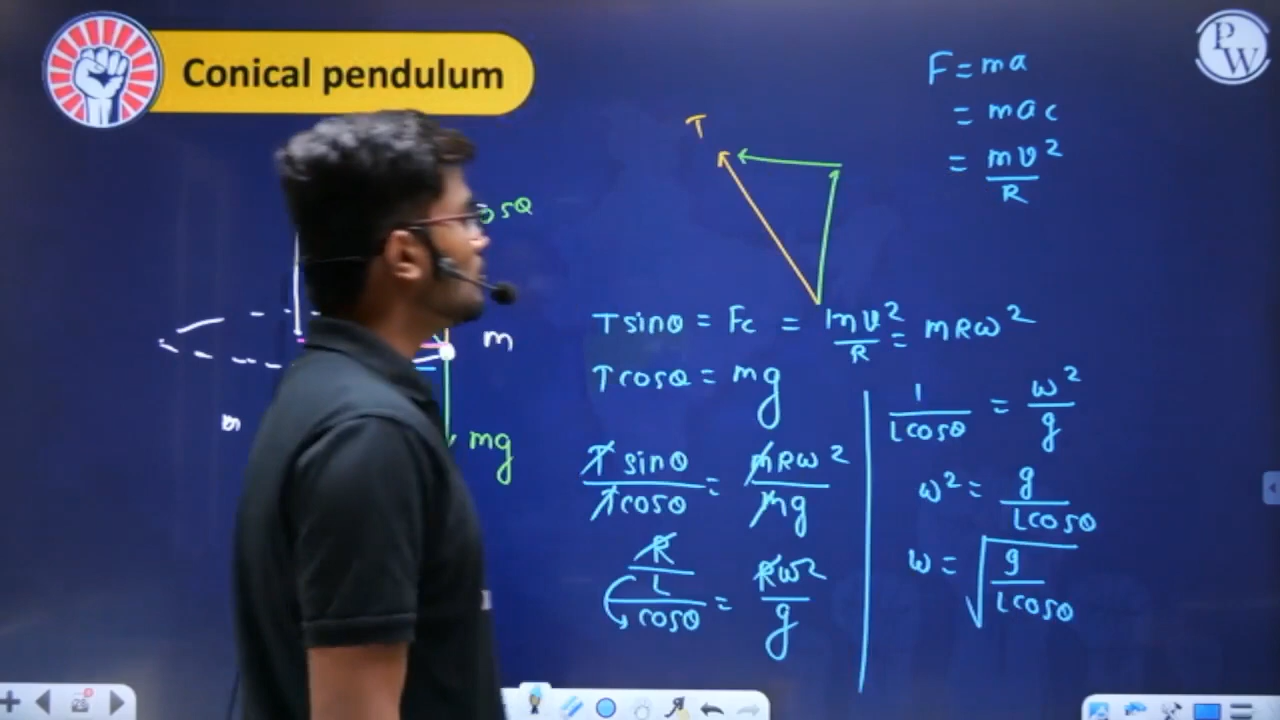 Conical pendulum
PW
F = ma
= mac
= mv²/R
T
osθ
m
mg
Tsinθ = Fc = mv²/R = mRω²
Tcosθ = mg
Tsinθ/Tcosθ = mRω²/mg
(R/L)/cosθ = Rω²/g
1/Lcosθ = ω²/g
ω² = g/Lcosθ
ω = √(g/Lcosθ)